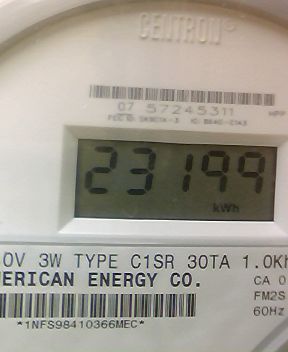 CENTRON®
07 57245311
23199
kWh
0V 3W TYPE C1SR 30TA 1.0Kh
ERICAN ENERGY CO.
CA 0
FM2S
60Hz
*1NFS98410366MEC*